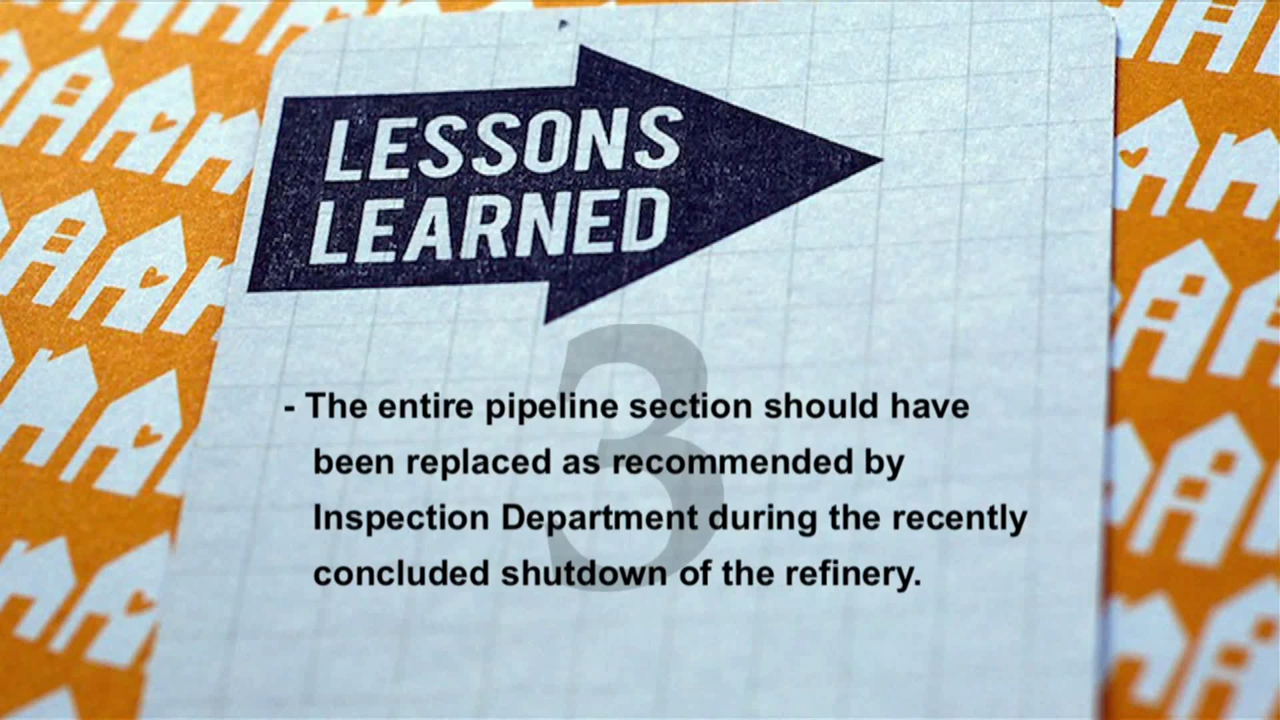 LESSONS
LEARNED
3
- The entire pipeline section should have
been replaced as recommended by
Inspection Department during the recently
concluded shutdown of the refinery.